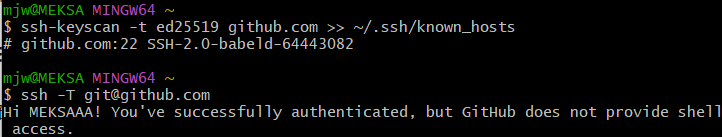 mjw@MEKSA MINGW64 ~
$ ssh-keyscan -t ed25519 github.com >> ~/.ssh/known_hosts
# github.com:22 SSH-2.0-babeld-64443082
mjw@MEKSA MINGW64 ~
$ ssh -T git@github.com
Hi MEKSAAA! You've successfully authenticated, but GitHub does not provide shell
access.